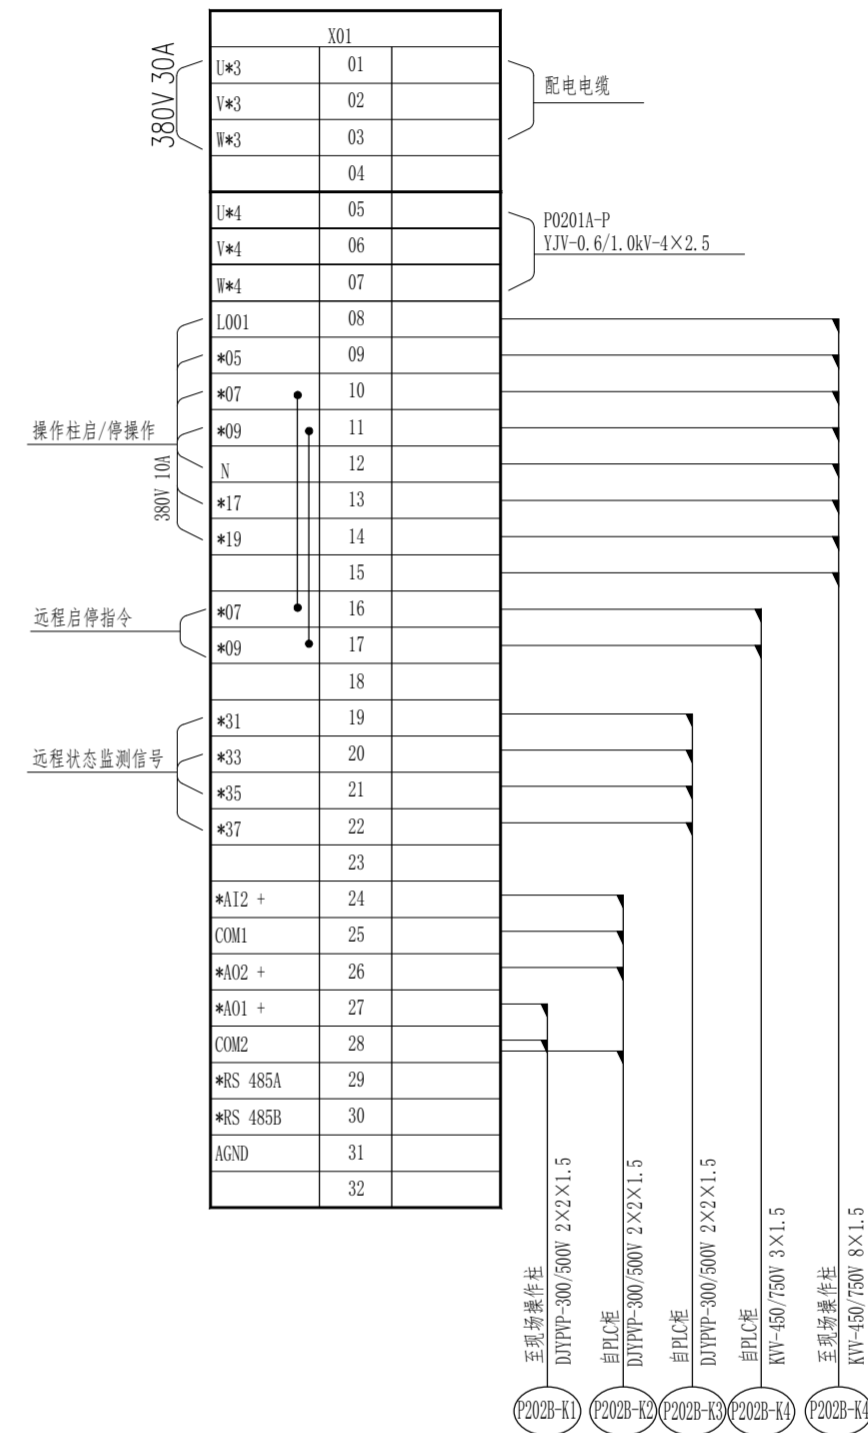 X01
380V 30A
U*3 01
V*3 02
W*3 03
04
配电电缆
U*4 05
V*4 06
W*4 07
P0201A-P
YJV-0.6/1.0kV-4×2.5
L001 08
*05 09
*07 10
*09 11
N 12
*17 13
*19 14
15
操作柱启/停操作
380V 10A
*07 16
*09 17
18
远程启停指令
*31 19
*33 20
*35 21
*37 22
23
远程状态监测信号
*AI2 + 24
COM1 25
*AO2 + 26
*AO1 + 27
COM2 28
*RS 485A 29
*RS 485B 30
AGND 31
32
至现场操作柱
DJYPVP-300/500V 2×2×1.5
P202B-K1
自PLC柜
DJYPVP-300/500V 2×2×1.5
P202B-K2
自PLC柜
DJYPVP-300/500V 2×2×1.5
P202B-K3
自PLC柜
KVV-450/750V 3×1.5
P202B-K4
至现场操作柱
KVV-450/750V 8×1.5
P202B-K4